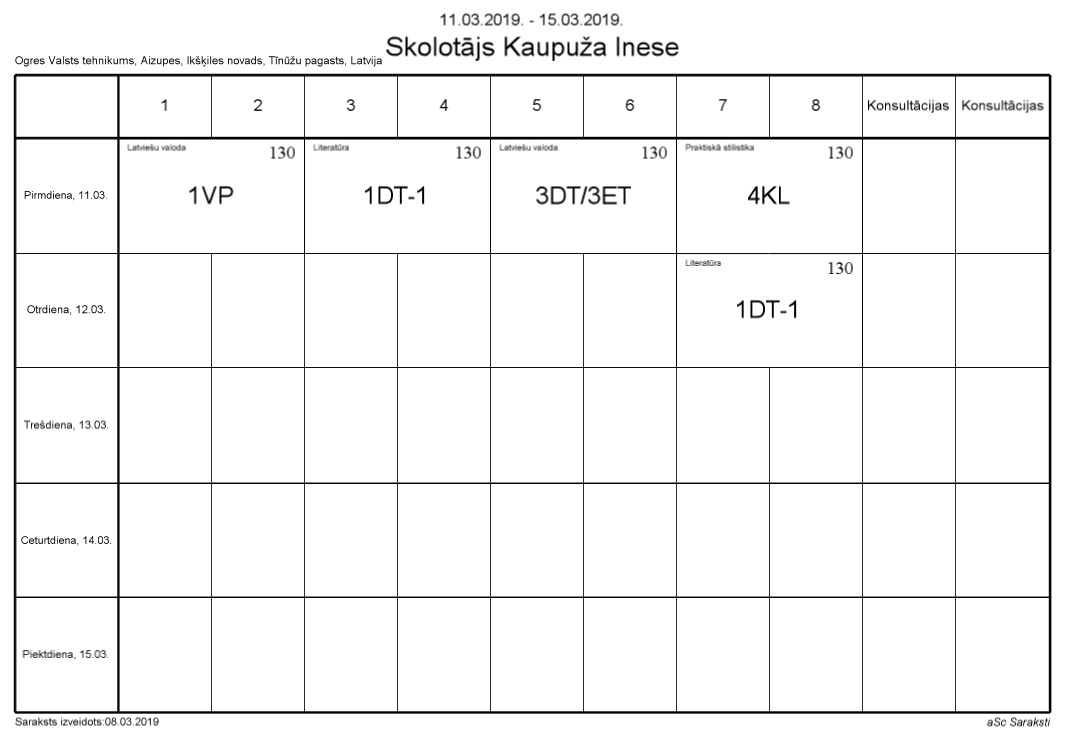 11.03.2019. - 15.03.2019.
Skolotājs Kaupuža Inese
Ogres Valsts tehnikums, Aizupes, Ikšķiles novads, Tīnūžu pagasts, Latvija
1 2 3 4 5 6 7 8 Konsultācijas Konsultācijas
Latviešu valoda 130 Literatūra 130 Latviešu valoda 130 Praktiskā stilistika 130
Pirmdiena, 11.03. 1VP 1DT-1 3DT/3ET 4KL
Literatūra 130
Otrdiena, 12.03. 1DT-1
Trešdiena, 13.03.
Ceturtdiena, 14.03.
Piektdiena, 15.03.
Saraksts izveidots:08.03.2019 aSc Saraksti